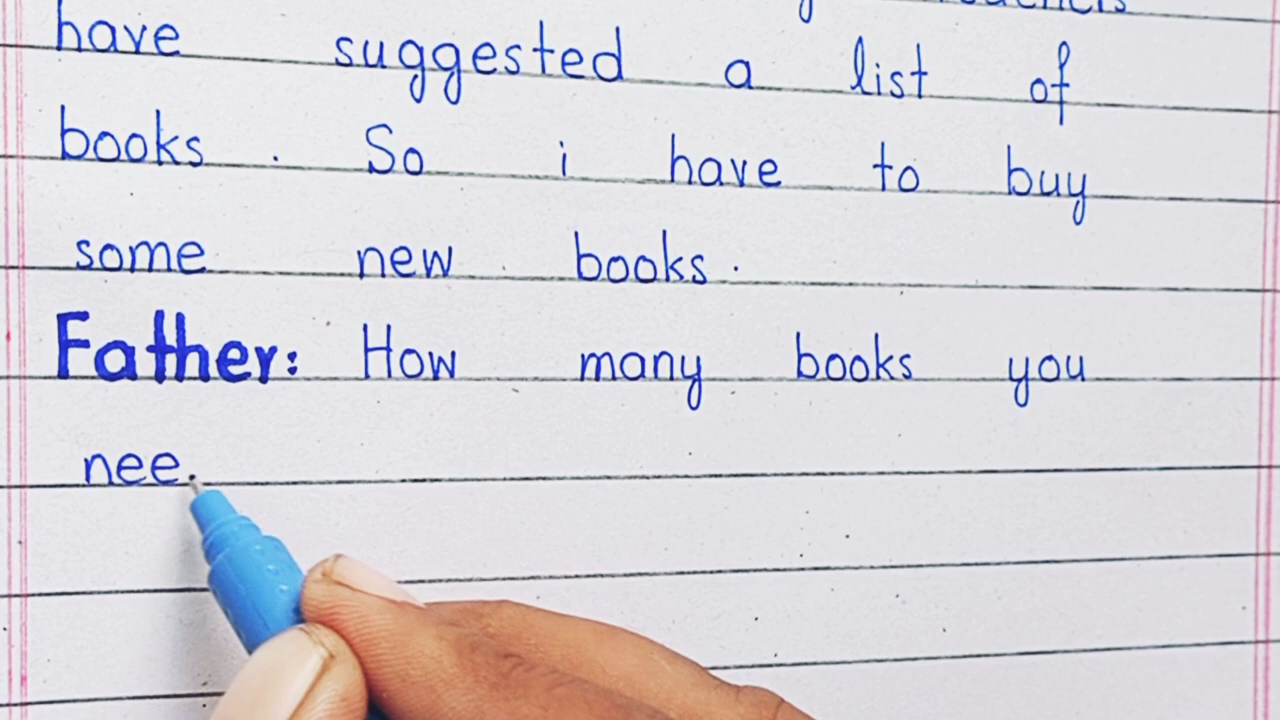 have suggested a list of
books . So i have to buy
some new books.
Father: How many books you
nee